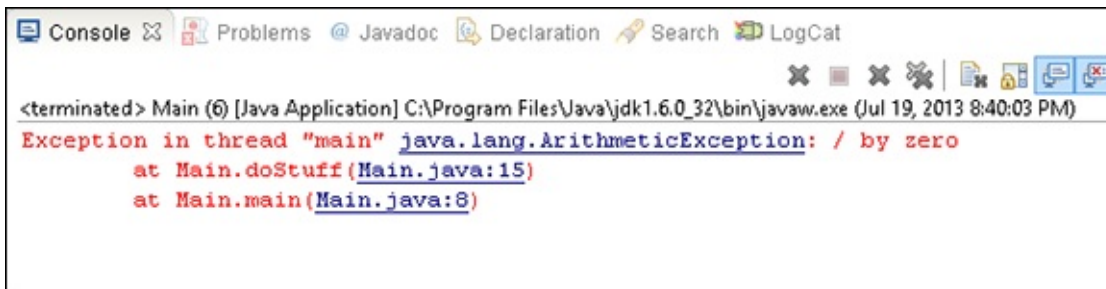 Console Problems @ Javadoc Declaration Search LogCat
<terminated> Main (6) [Java Application] C:\Program Files\Java\jdk1.6.0_32\bin\javaw.exe (Jul 19, 2013 8:40:03 PM)
Exception in thread "main" java.lang.ArithmeticException: / by zero
at Main.doStuff(Main.java:15)
at Main.main(Main.java:8)